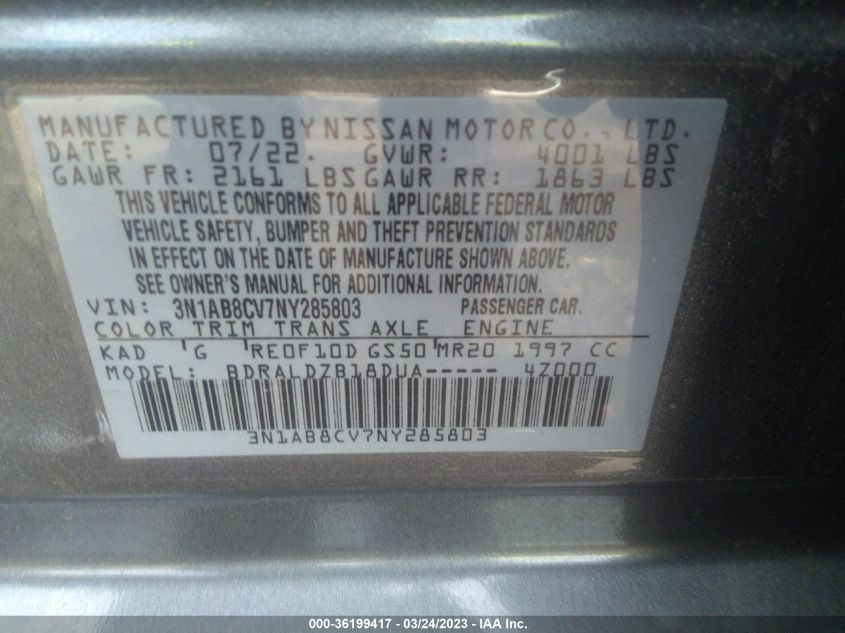 MANUFACTURED BY NISSAN MOTOR CO., LTD.
DATE: 07/22. GVWR: 4001 LBS
GAWR FR: 2161 LBS GAWR RR: 1863 LBS
THIS VEHICLE CONFORMS TO ALL APPLICABLE FEDERAL MOTOR
VEHICLE SAFETY, BUMPER AND THEFT PREVENTION STANDARDS
IN EFFECT ON THE DATE OF MANUFACTURE SHOWN ABOVE.
SEE OWNER'S MANUAL FOR ADDITIONAL INFORMATION.
VIN: 3N1AB8CV7NY285803 PASSENGER CAR.
COLOR TRIM TRANS AXLE ENGINE
KAD G RE0F10D GS50 MR20 1997 CC
MODEL: BDRALDZB18DUA----- 4Z000
3N1AB8CV7NY285803
000-36199417 - 03/24/2023 - IAA Inc.